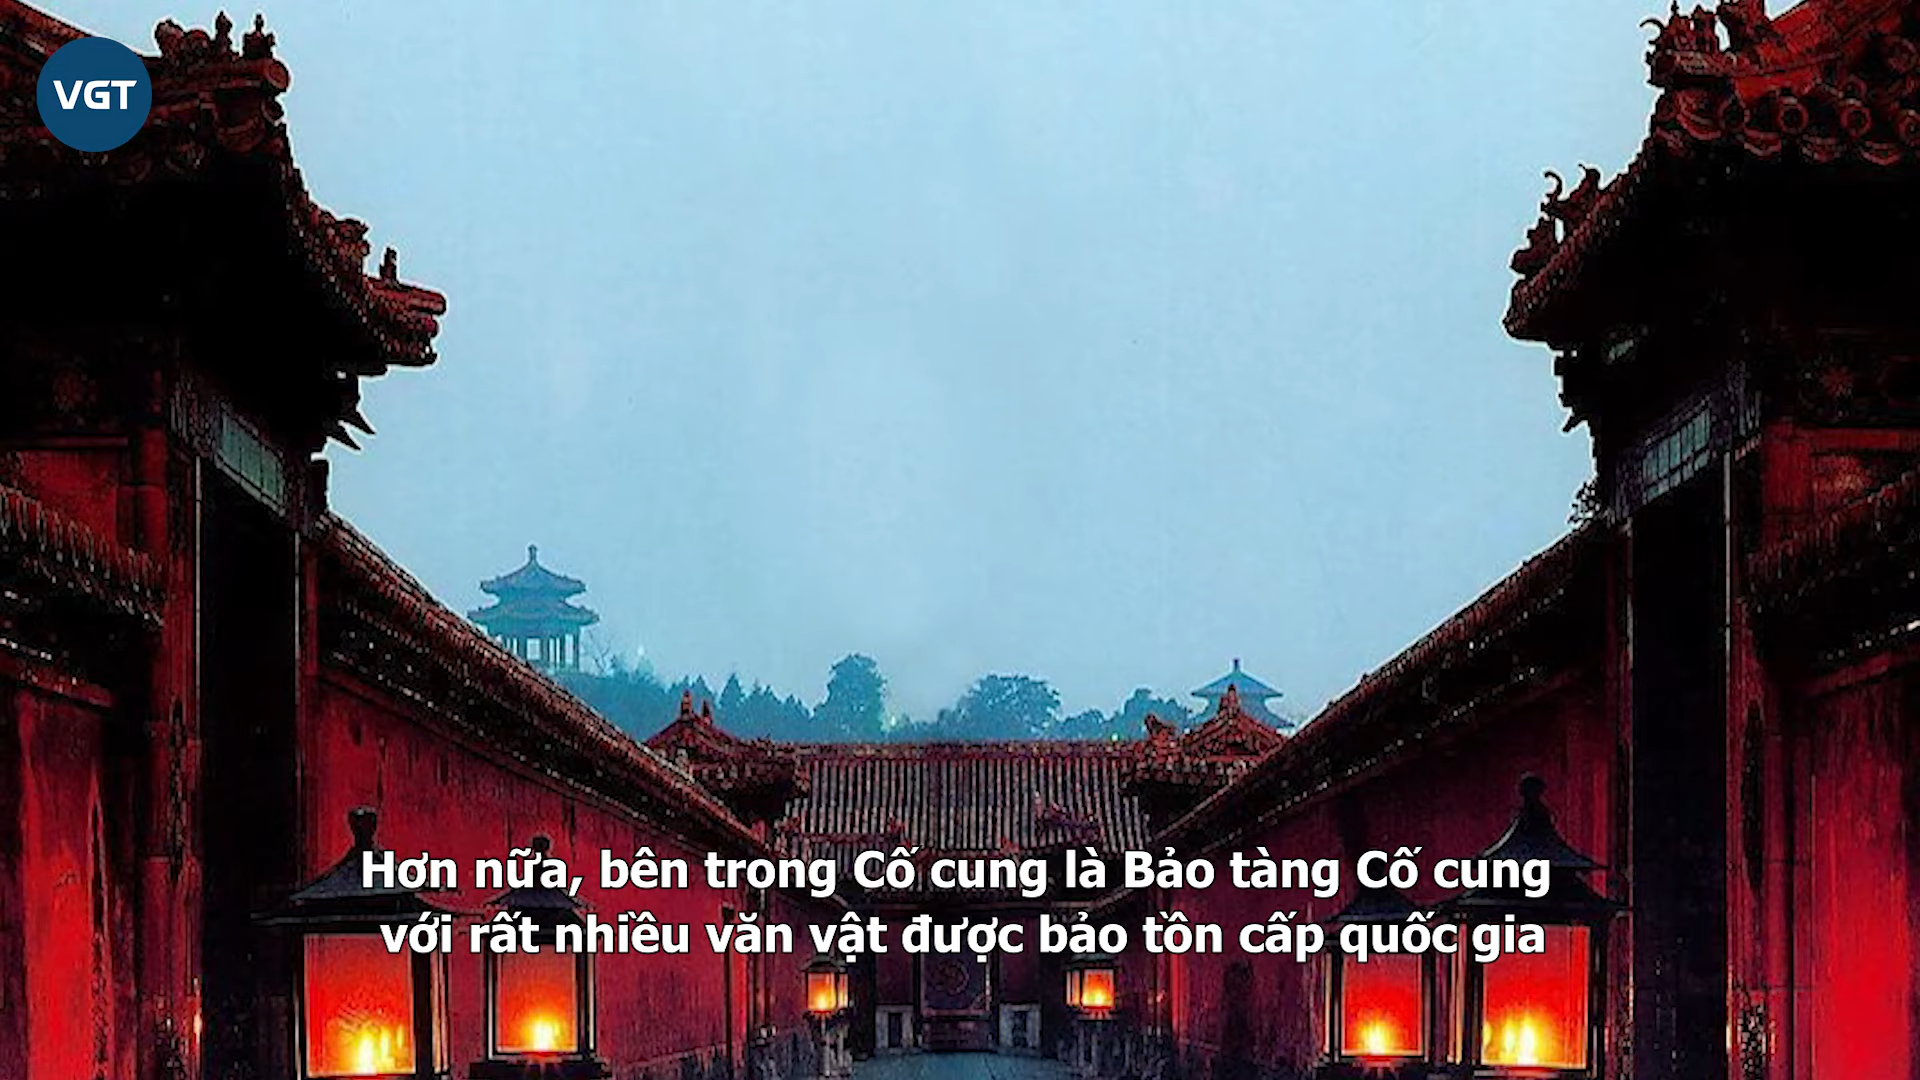 VGT
Hơn nữa, bên trong Cố cung là Bảo tàng Cố cung
với rất nhiều văn vật được bảo tồn cấp quốc gia